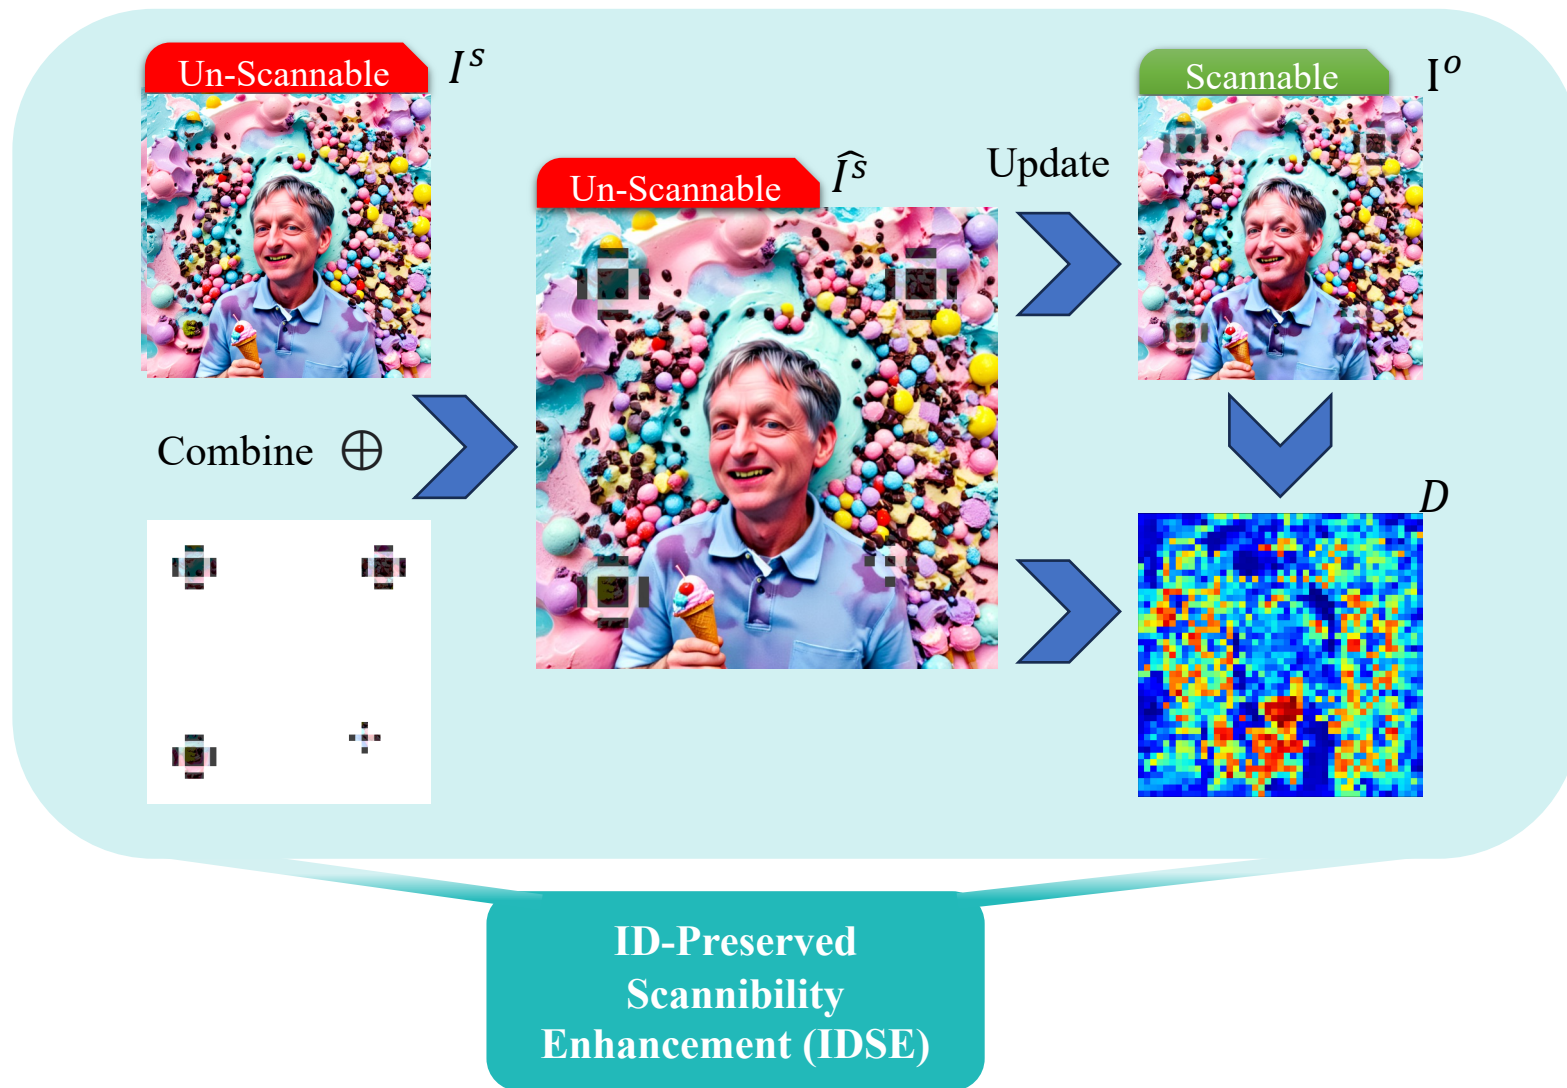 Un-Scannable
I^s
Scannable
I^o
Un-Scannable
Î^s
Update
Combine ⊕
D
ID-Preserved
Scannibility
Enhancement (IDSE)